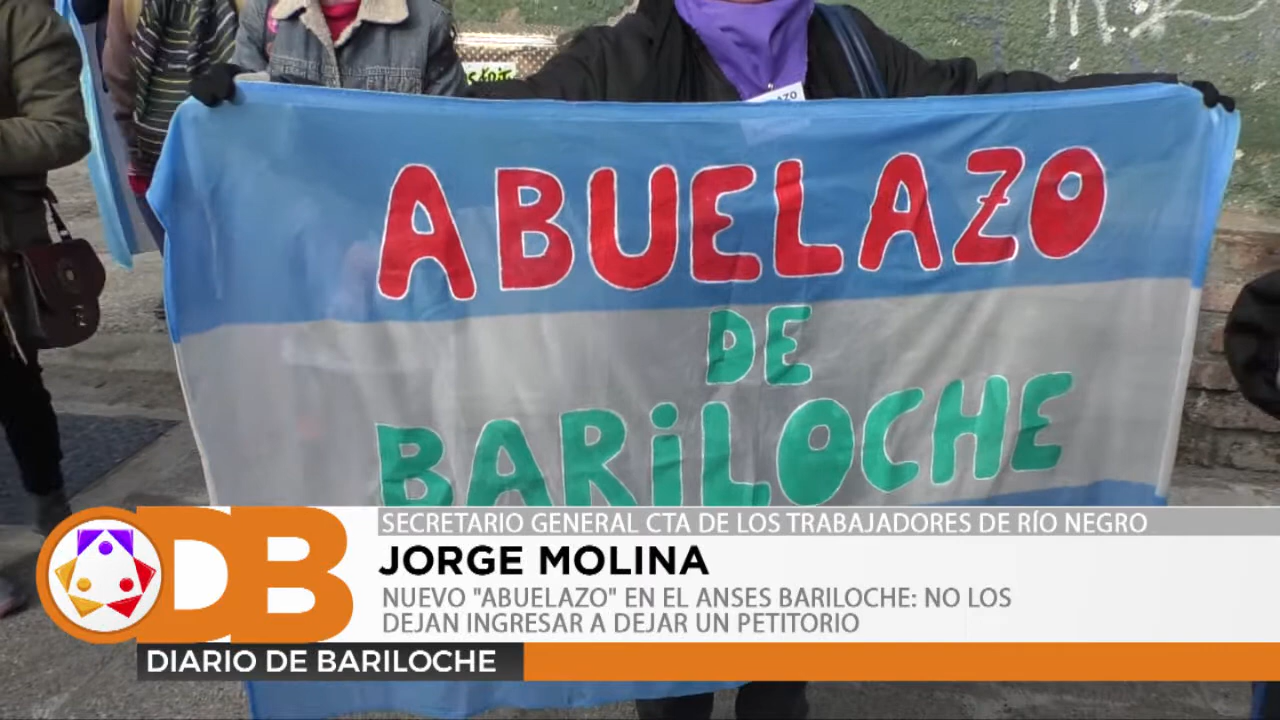 AZO
ABUELAZO
DE
BARiLOCHE
SECRETARIO GENERAL CTA DE LOS TRABAJADORES DE RÍO NEGRO
JORGE MOLINA
NUEVO "ABUELAZO" EN EL ANSES BARILOCHE: NO LOS
DEJAN INGRESAR A DEJAR UN PETITORIO
DB
DIARIO DE BARILOCHE